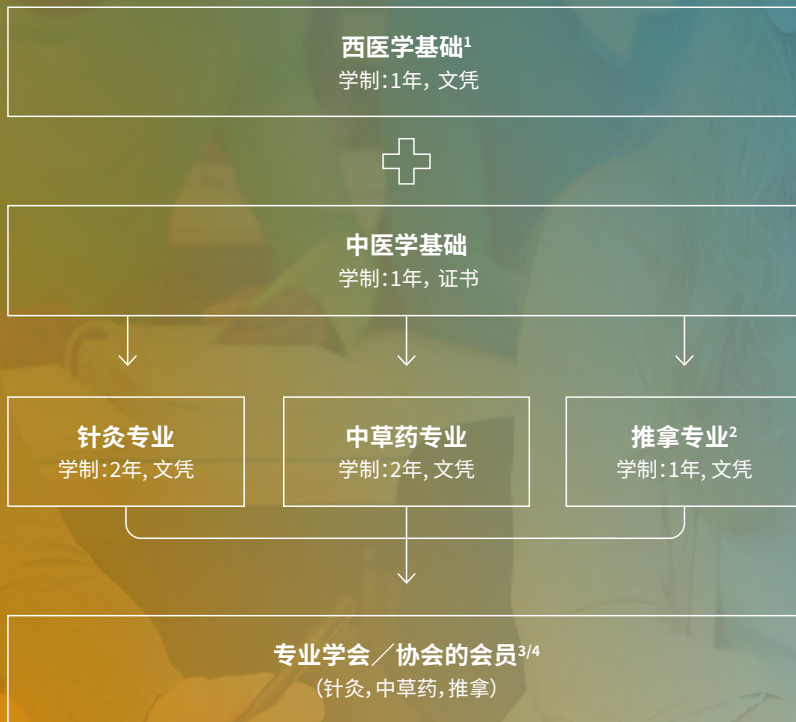 西医学基础¹
学制:1年, 文凭
中医学基础
学制:1年, 证书
针灸专业
学制:2年, 文凭
中草药专业
学制:2年, 文凭
推拿专业²
学制:1年, 文凭
专业学会／协会的会员³/⁴
（针灸, 中草药, 推拿）